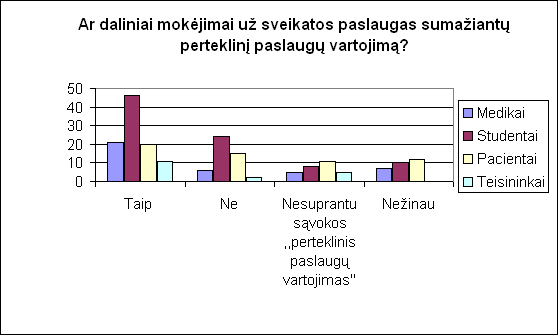 Ar daliniai mokėjimai už sveikatos paslaugas sumažiantų
perteklinį paslaugų vartojimą?
50
40
30
20
10
0
Taip
Ne
Nesuprantu
sąvokos
,,perteklinis
paslaugų
vartojimas"
Nežinau
Medikai
Studentai
Pacientai
Teisininkai